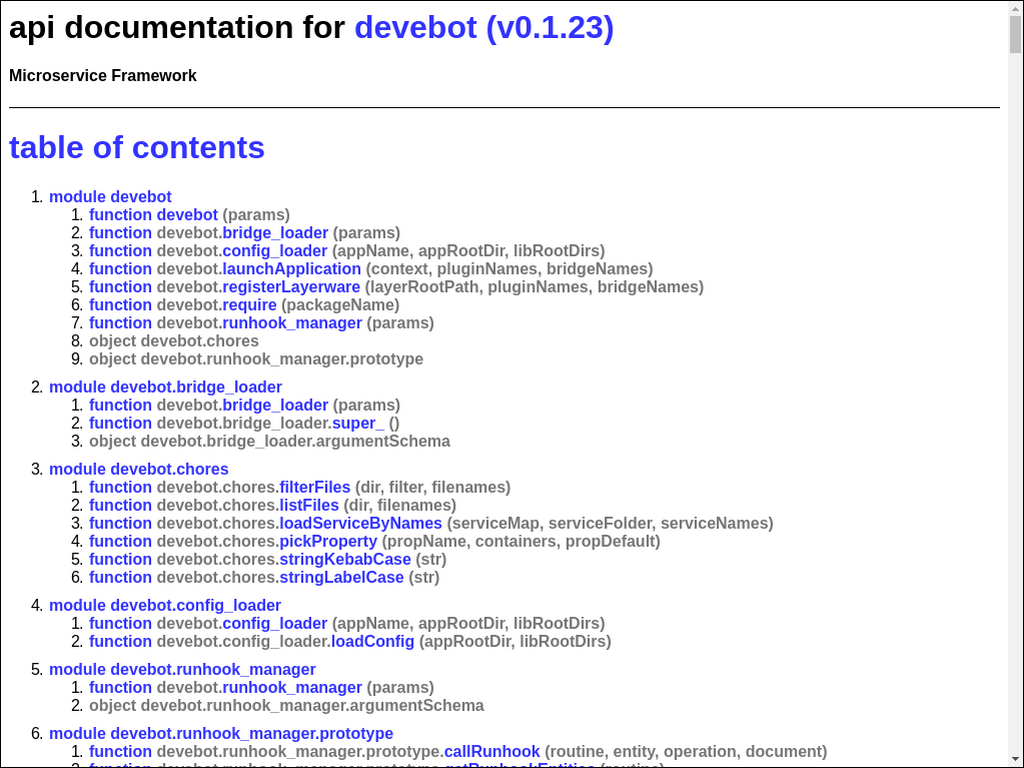 api documentation for devebot (v0.1.23)
Microservice Framework
table of contents
1. module devebot
1. function devebot (params)
2. function devebot.bridge_loader (params)
3. function devebot.config_loader (appName, appRootDir, libRootDirs)
4. function devebot.launchApplication (context, pluginNames, bridgeNames)
5. function devebot.registerLayerware (layerRootPath, pluginNames, bridgeNames)
6. function devebot.require (packageName)
7. function devebot.runhook_manager (params)
8. object devebot.chores
9. object devebot.runhook_manager.prototype
2. module devebot.bridge_loader
1. function devebot.bridge_loader (params)
2. function devebot.bridge_loader.super_ ()
3. object devebot.bridge_loader.argumentSchema
3. module devebot.chores
1. function devebot.chores.filterFiles (dir, filter, filenames)
2. function devebot.chores.listFiles (dir, filenames)
3. function devebot.chores.loadServiceByNames (serviceMap, serviceFolder, serviceNames)
4. function devebot.chores.pickProperty (propName, containers, propDefault)
5. function devebot.chores.stringKebabCase (str)
6. function devebot.chores.stringLabelCase (str)
4. module devebot.config_loader
1. function devebot.config_loader (appName, appRootDir, libRootDirs)
2. function devebot.config_loader.loadConfig (appRootDir, libRootDirs)
5. module devebot.runhook_manager
1. function devebot.runhook_manager (params)
2. object devebot.runhook_manager.argumentSchema
6. module devebot.runhook_manager.prototype
1. function devebot.runhook_manager.prototype.callRunhook (routine, entity, operation, document)
2. function devebot.runhook_manager.prototype.getRunhookEntities (routine)